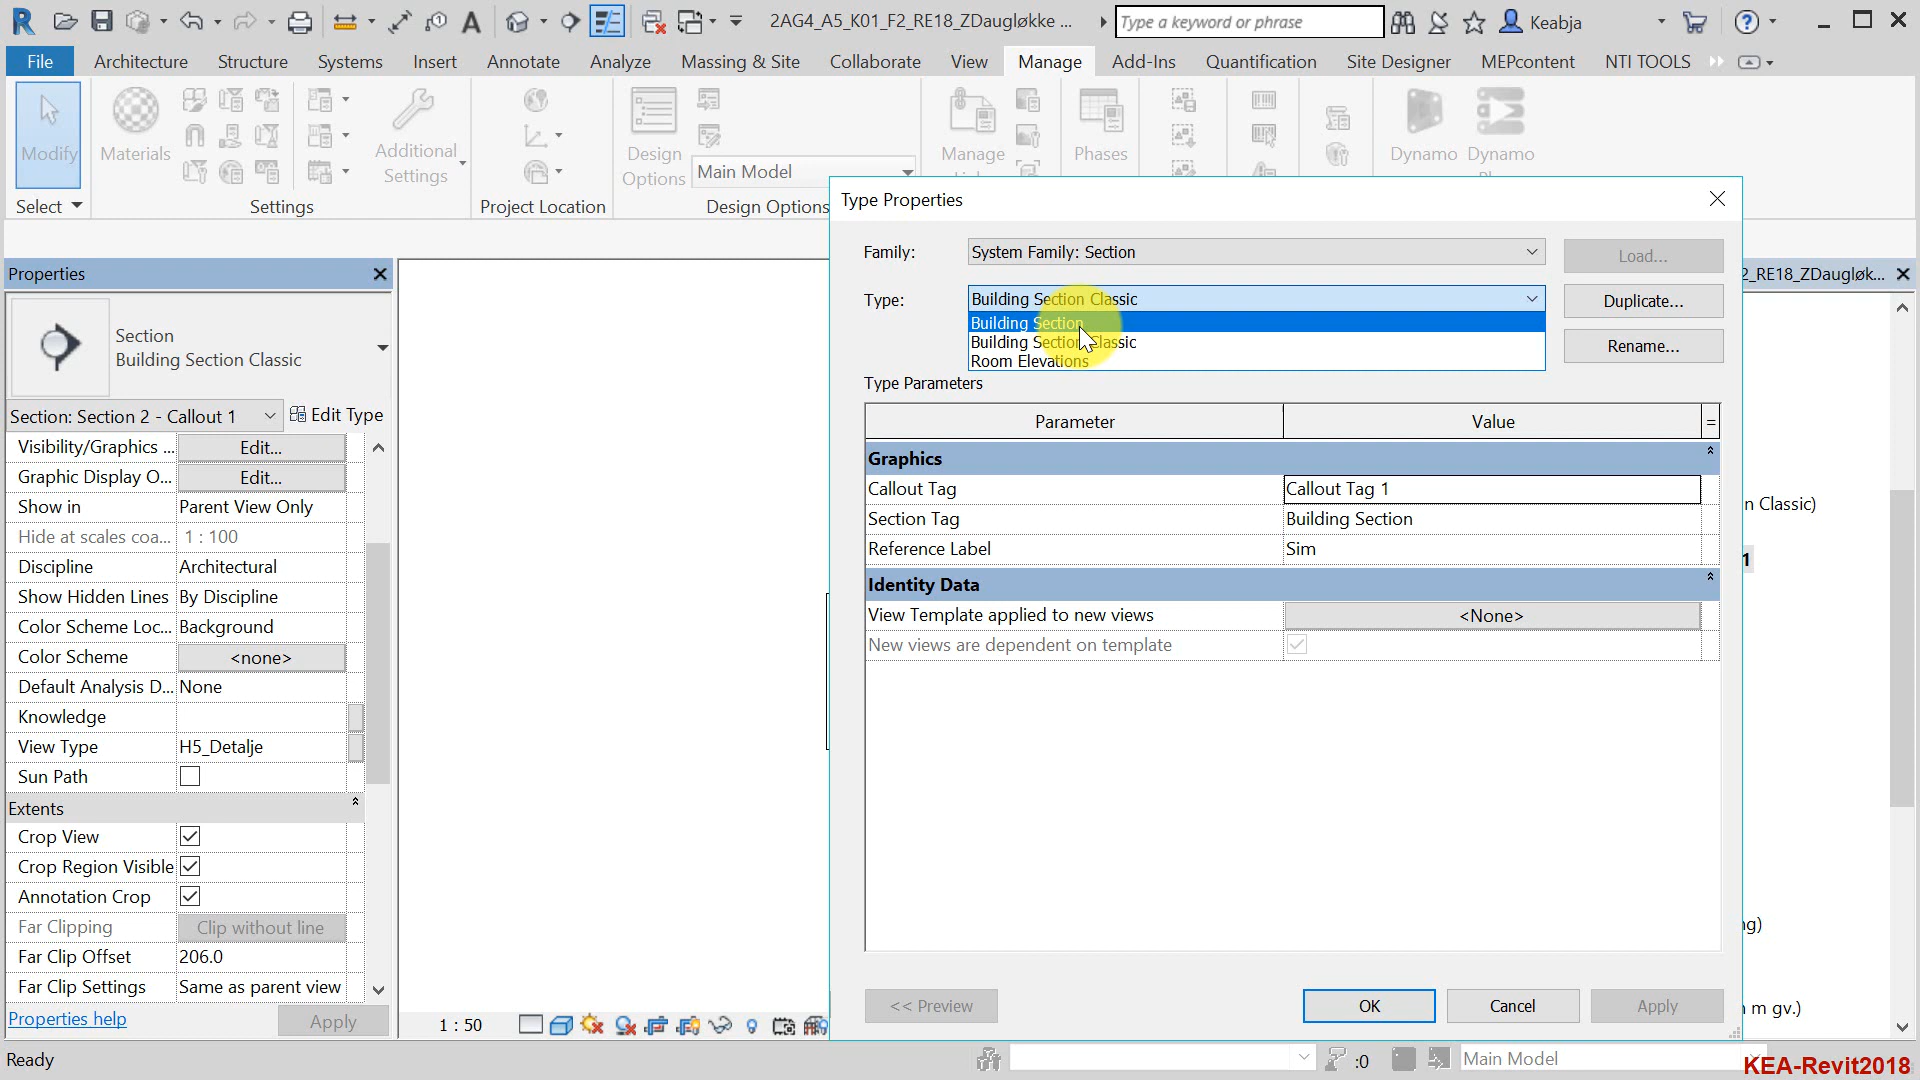 2AG4_A5_K01_F2_RE18_ZDaugløkke ...
Type a keyword or phrase
Keabja
File Architecture Structure Systems Insert Annotate Analyze Massing & Site Collaborate View Manage Add-Ins Quantification Site Designer MEPcontent NTI TOOLS
Modify
Materials
Additional
Settings
Design
Options
Main Model
Manage
Phases
Dynamo Dynamo
Select
Settings
Project Location
Design Options
Type Properties
Family: System Family: Section Load...
Type: Building Section Classic Duplicate...
Building Section
Building Section Classic Rename...
Room Elevations
Type Parameters
Parameter Value =
Graphics
Callout Tag Callout Tag 1
Section Tag Building Section
Reference Label Sim
Identity Data
View Template applied to new views <None>
New views are dependent on template
<< Preview OK Cancel Apply
Properties
Section
Building Section Classic
Section: Section 2 - Callout 1 Edit Type
Visibility/Graphics ... Edit...
Graphic Display O... Edit...
Show in Parent View Only
Hide at scales coa... 1 : 100
Discipline Architectural
Show Hidden Lines By Discipline
Color Scheme Loc... Background
Color Scheme <none>
Default Analysis D... None
Knowledge
View Type H5_Detalje
Sun Path
Extents
Crop View
Crop Region Visible
Annotation Crop
Far Clipping Clip without line
Far Clip Offset 206.0
Far Clip Settings Same as parent view
Properties help Apply
1 : 50
2_RE18_ZDaugløk...
n Classic)
1
g)
m gv.)
Ready
:0
Main Model
KEA-Revit2018